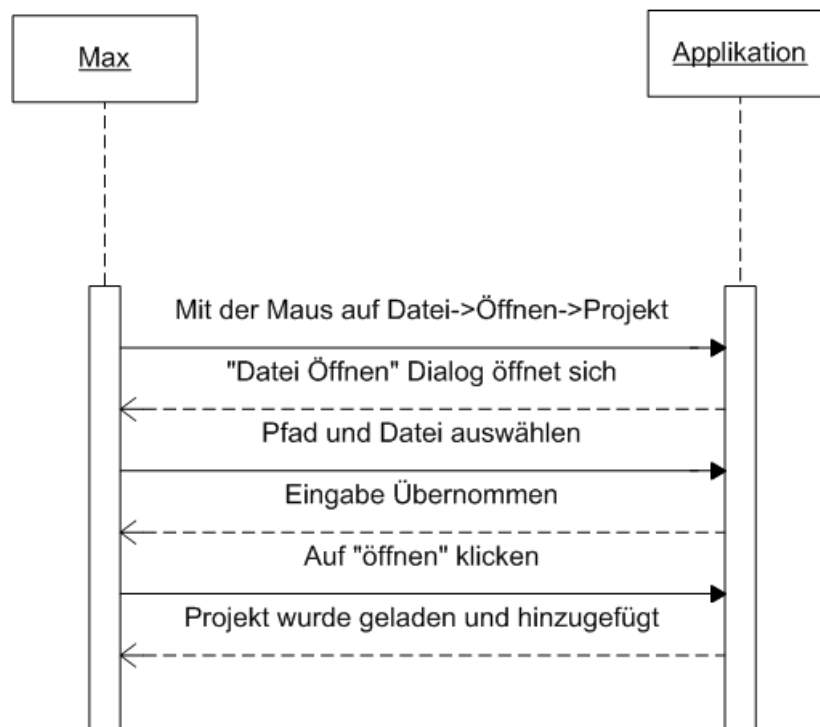 Max
Applikation
Mit der Maus auf Datei->Öffnen->Projekt
"Datei Öffnen" Dialog öffnet sich
Pfad und Datei auswählen
Eingabe Übernommen
Auf "öffnen" klicken
Projekt wurde geladen und hinzugefügt